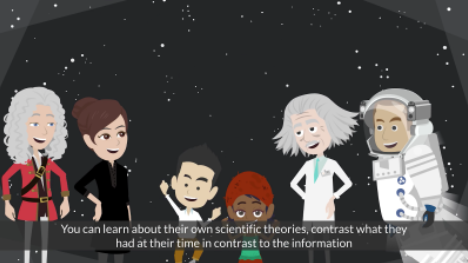 You can learn about their own scientific theories, contrast what they
had at their time in contrast to the information